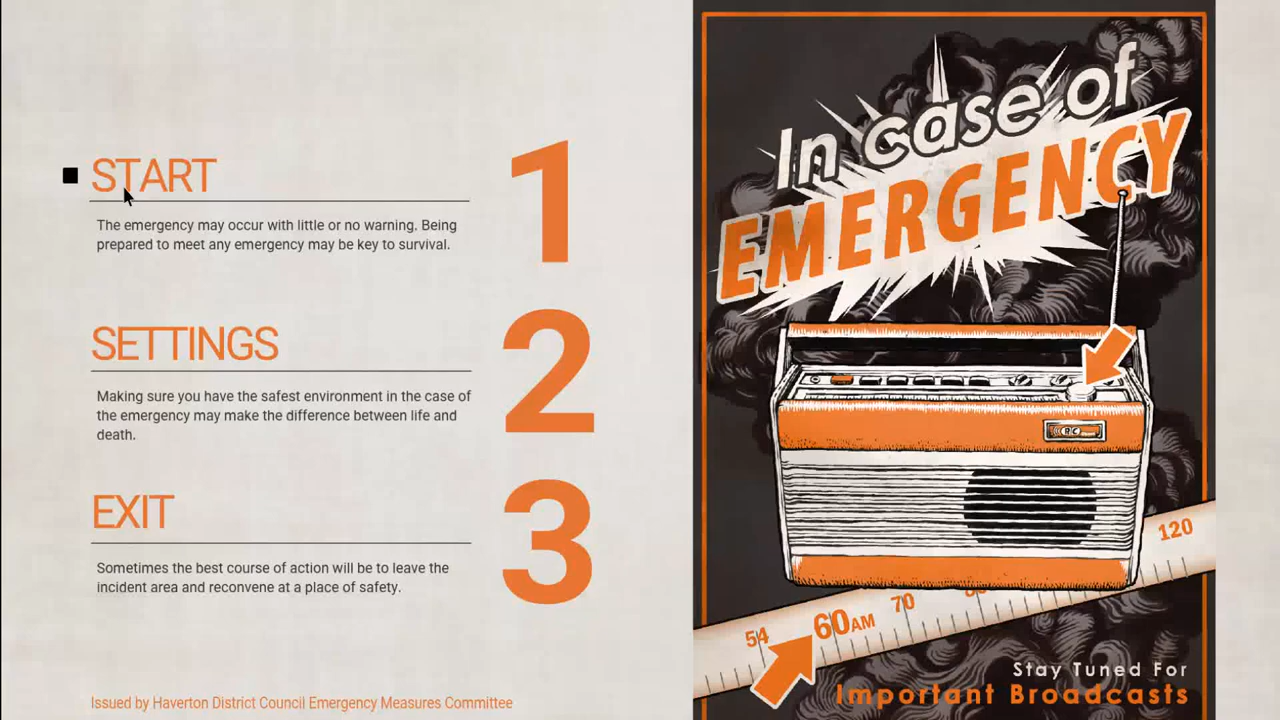 START
The emergency may occur with little or no warning. Being
prepared to meet any emergency may be key to survival.
1
SETTINGS
Making sure you have the safest environment in the case of
the emergency may make the difference between life and
death.
2
EXIT
Sometimes the best course of action will be to leave the
incident area and reconvene at a place of safety.
3
Issued by Haverton District Council Emergency Measures Committee
In case of
EMERGENCY
54 60AM 70 120
Stay Tuned For
Important Broadcasts